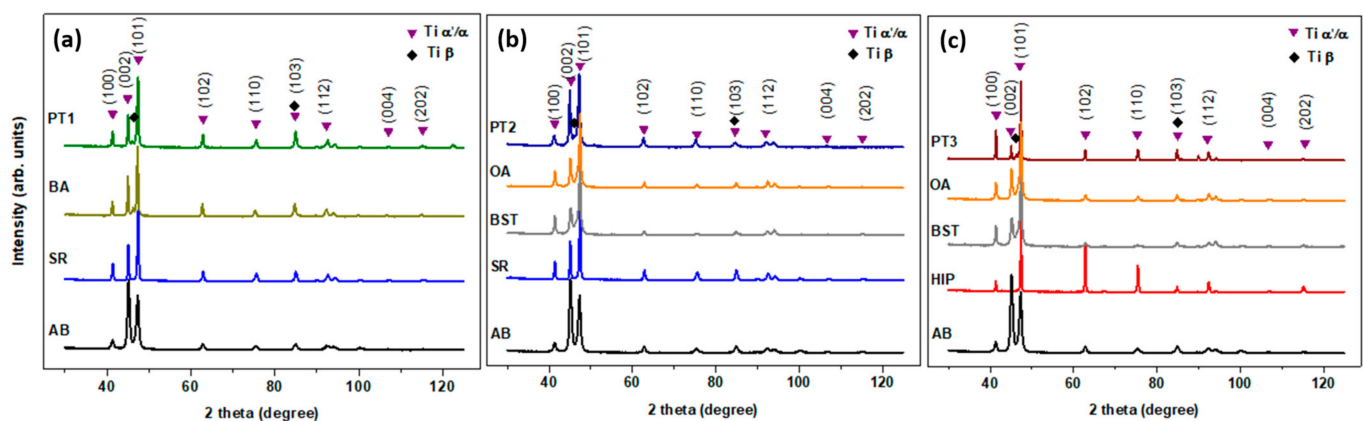 (a)
Ti α'/α
Ti β
(100)
(002)
(101)
(102)
(110)
(103)
(112)
(004)
(202)
PT1
BA
SR
AB
Intensity (arb. units)
40 60 80 100 120
2 theta (degree)
(b)
Ti α'/α
Ti β
(100)
(002)
(101)
(102)
(110)
(103)
(112)
(004)
(202)
PT2
OA
BST
SR
AB
40 60 80 100 120
2 theta (degree)
(c)
Ti α'/α
Ti β
(100)
(002)
(101)
(102)
(110)
(103)
(112)
(004)
(202)
PT3
OA
BST
HIP
AB
40 60 80 100 120
2 theta (degree)